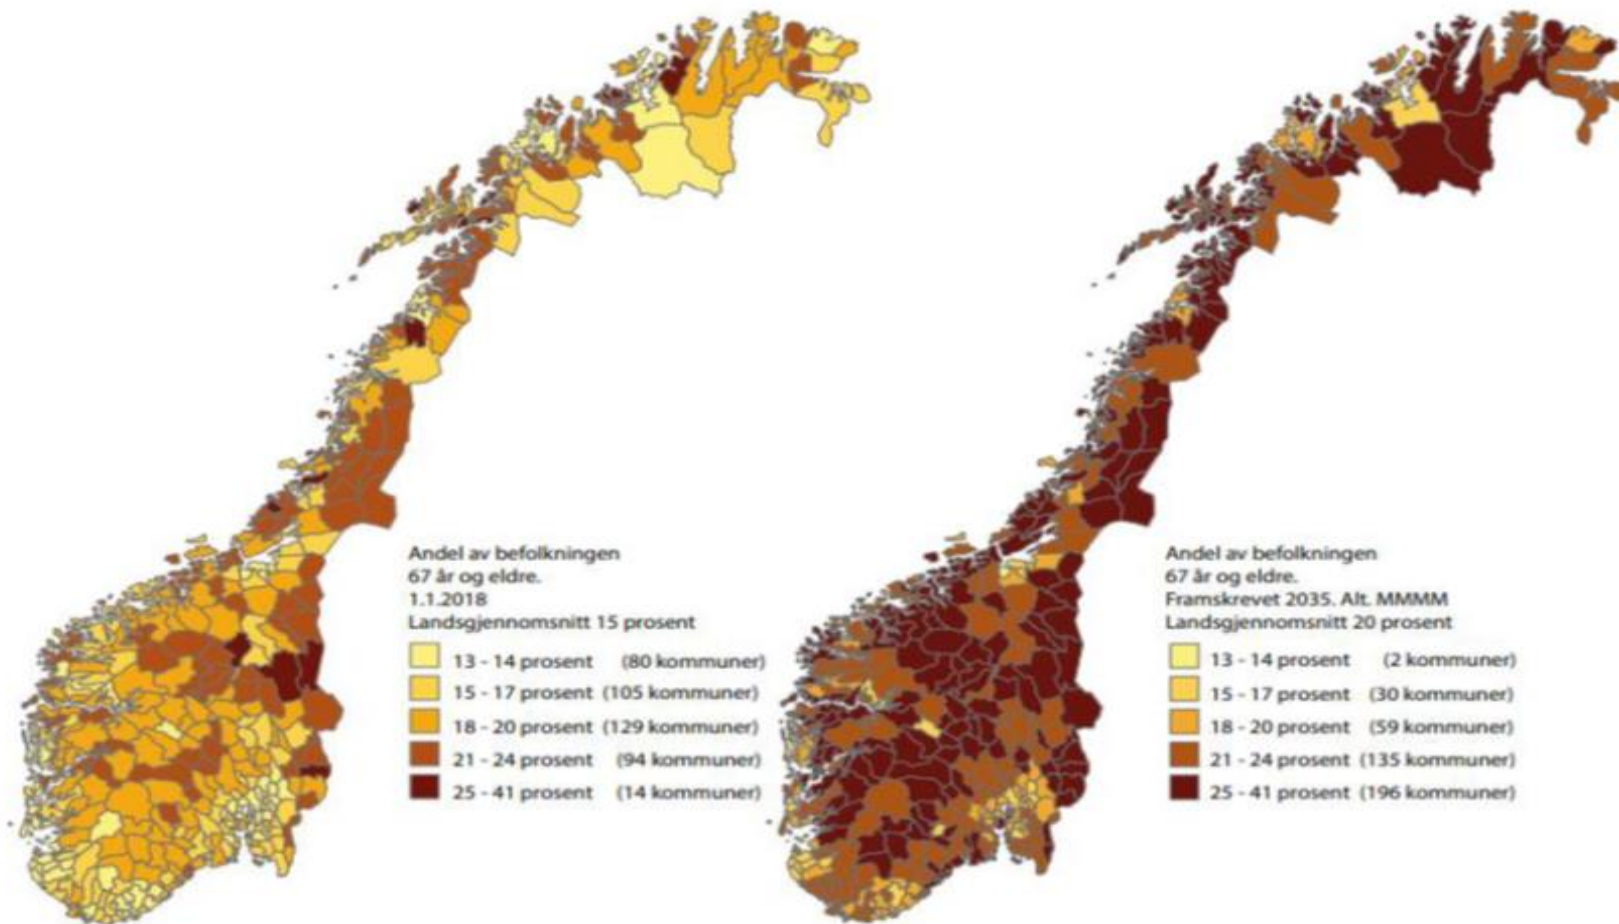 Andel av befolkningen
67 år og eldre.
1.1.2018
Landsgjennomsnitt 15 prosent
13 - 14 prosent (80 kommuner)
15 - 17 prosent (105 kommuner)
18 - 20 prosent (129 kommuner)
21 - 24 prosent (94 kommuner)
25 - 41 prosent (14 kommuner)
Andel av befolkningen
67 år og eldre.
Framskrevet 2035. Alt. MMMM
Landsgjennomsnitt 20 prosent
13 - 14 prosent (2 kommuner)
15 - 17 prosent (30 kommuner)
18 - 20 prosent (59 kommuner)
21 - 24 prosent (135 kommuner)
25 - 41 prosent (196 kommuner)